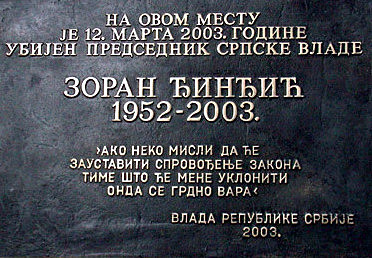 НА ОВОМ МЕСТУ
ЈЕ 12. МАРТА 2003. ГОДИНЕ
УБИЈЕН ПРЕДСЕДНИК СРПСКЕ ВЛАДЕ
ЗОРАН ЂИНЂИЋ
1952-2003.
›АКО НЕКО МИСЛИ ДА ЋЕ
ЗАУСТАВИТИ СПРОВОЂЕЊЕ ЗАКОНА
ТИМЕ ШТО ЋЕ МЕНЕ УКЛОНИТИ
ОНДА СЕ ГРДНО ВАРА‹
ВЛАДА РЕПУБЛИКЕ СРБИЈЕ
2003.